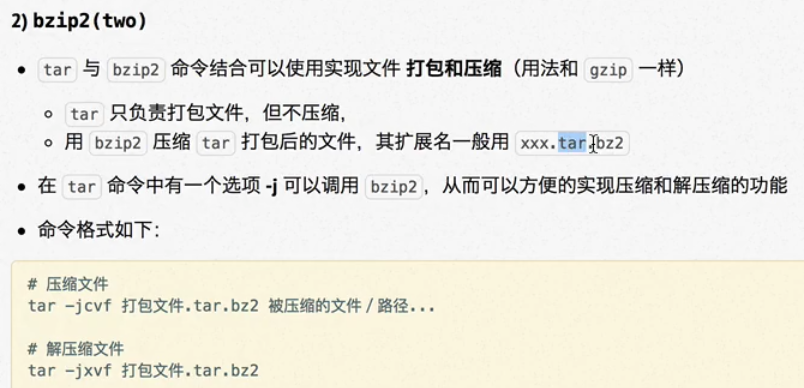 2) bzip2(two)
tar 与 bzip2 命令结合可以使用实现文件 打包和压缩（用法和 gzip 一样）
tar 只负责打包文件，但不压缩，
用 bzip2 压缩 tar 打包后的文件，其扩展名一般用 xxx.tar.bz2
在 tar 命令中有一个选项 -j 可以调用 bzip2，从而可以方便的实现压缩和解压缩的功能
命令格式如下：
# 压缩文件
tar -jcvf 打包文件.tar.bz2 被压缩的文件／路径...
# 解压缩文件
tar -jxvf 打包文件.tar.bz2